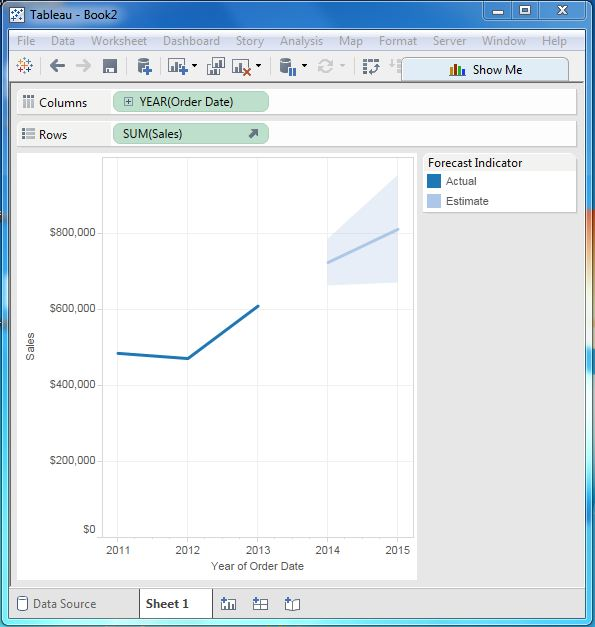 Tableau - Book2
File Data Worksheet Dashboard Story Analysis Map Format Server Window Help
Show Me
Columns YEAR(Order Date)
Rows SUM(Sales)
Forecast Indicator
Actual
Estimate
$800,000
$600,000
$400,000
$200,000
$0
Sales
2011 2012 2013 2014 2015
Year of Order Date
Data Source Sheet 1